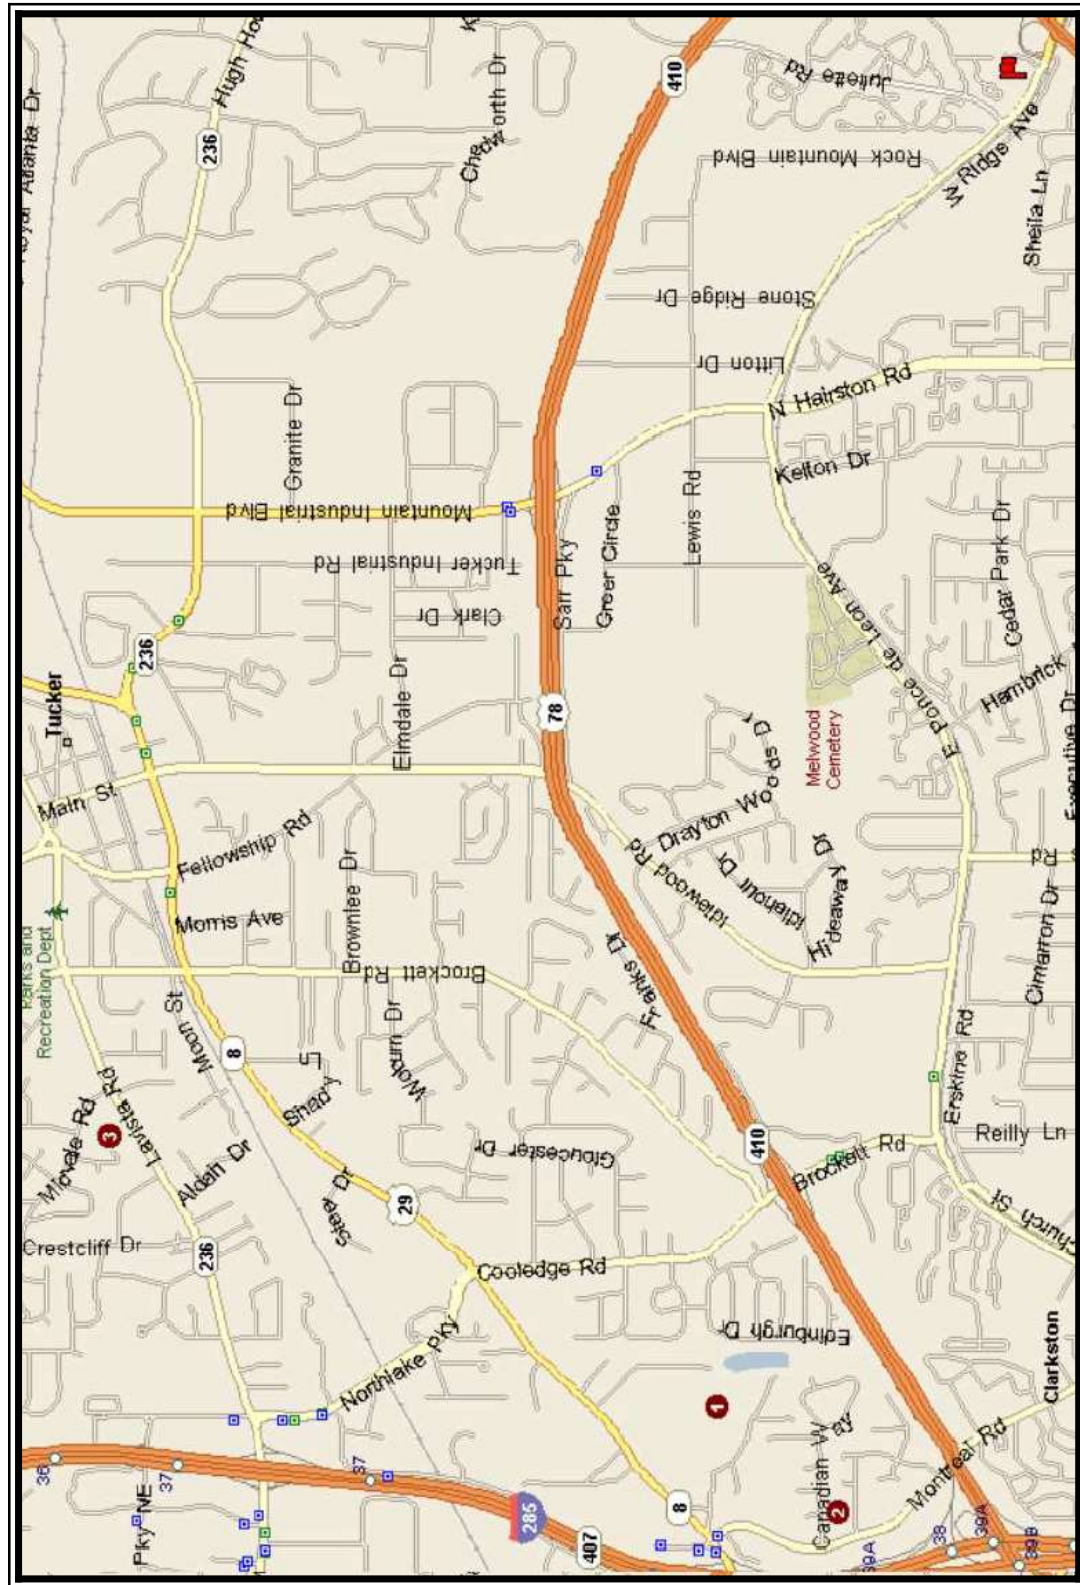 Royal Atlanta Dr
Hugh How
236
Chedworth Dr
410
Juliette Rd
Rock Mountain Blvd
W Ridge Ave
Sheila Ln
Stone Ridge Dr
Litton Dr
N Hairston Rd
Granite Dr
Kelton Dr
Mountain Industrial Blvd
Lewis Rd
Greer Circle
Sarr Pky
Tucker Industrial Rd
Clark Dr
Cedar Park Dr
E Ponce de Leon Ave
236
Tucker
Elmdale Dr
78
Melwood
Cemetery
Hambrick
Executive Dr
Main St
Fellowship Rd
Drayton Woods Dr
Idlewood Rd
Idlehour Dr
Hideaway Dr
Rd
Morris Ave
Brownlee Dr
Brockett Rd
Franks Dr
Cimarron Dr
Parks and
Recreation Dept
Moon St
8
Shady Ln
Woburn Dr
Erskine Rd
Reilly Ln
Midvale Rd
3
Lavista Rd
Aldah Dr
Steel Dr
29
Gloucester Dr
410
Brockett Rd
Church St
Crestcliff Dr
236
Cooledge Rd
Northlake Pky
Edinburgh Dr
1
Clarkston
Canadian Way
Montreal Rd
2
36
37
37
Pky NE
285
407
8
39A
38
39A
39B